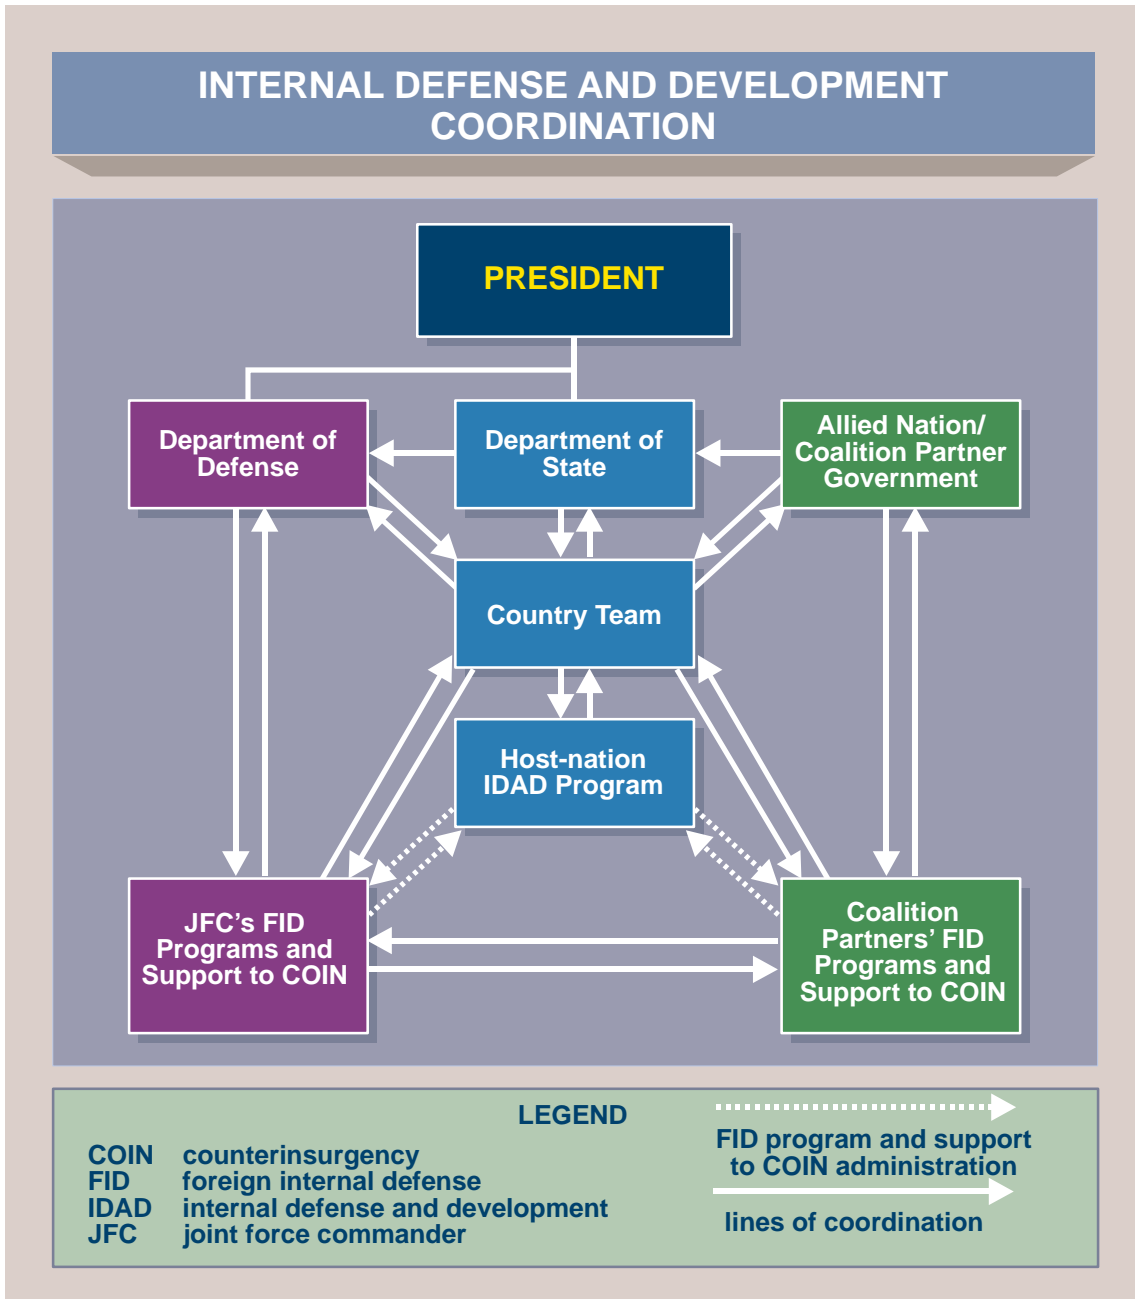 INTERNAL DEFENSE AND DEVELOPMENT
COORDINATION
PRESIDENT
Department of
Defense
Department of
State
Allied Nation/
Coalition Partner
Government
Country Team
Host-nation
IDAD Program
JFC's FID
Programs and
Support to COIN
Coalition
Partners’ FID
Programs and
Support to COIN
LEGEND
COIN counterinsurgency
FID foreign internal defense
IDAD internal defense and development
JFC joint force commander
FID program and support
to COIN administration
lines of coordination